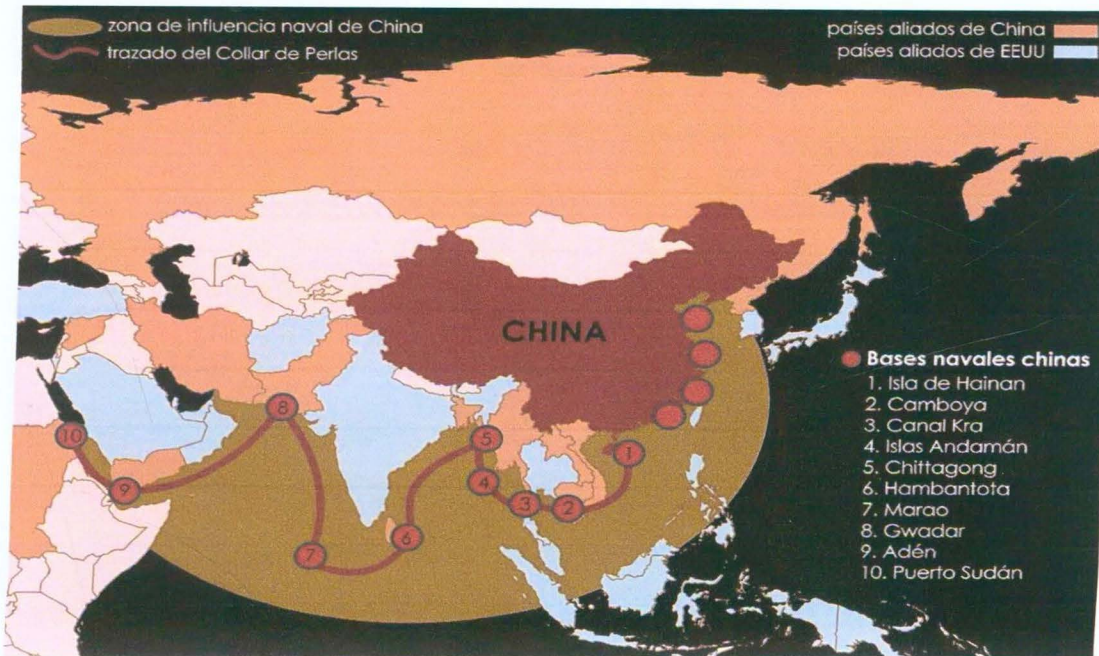 zona de influencia naval de China
trazado del Collar de Perlas
países aliados de China
países aliados de EEUU
CHINA
Bases navales chinas
1. Isla de Hainan
2. Camboya
3. Canal Kra
4. Islas Andamán
5. Chittagong
6. Hambantota
7. Marao
8. Gwadar
9. Adén
10. Puerto Sudán
8
10
5
1
4
9
3
2
6
7